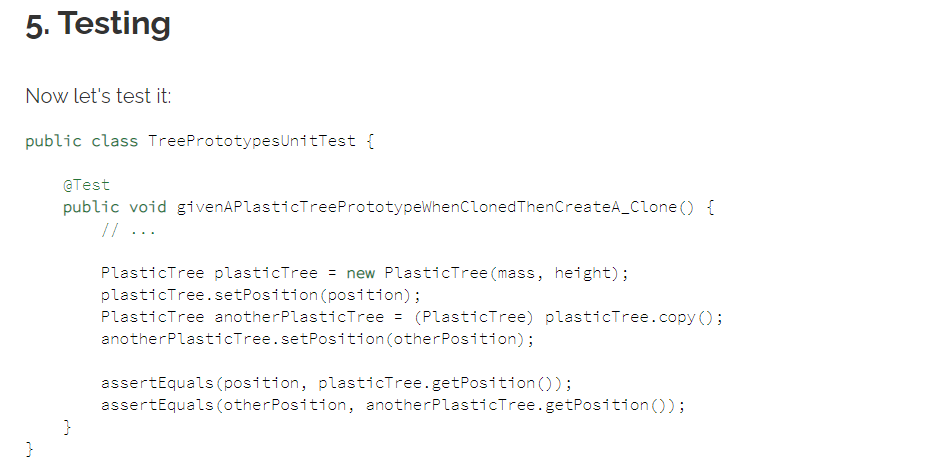 5. Testing
Now let's test it:
public class TreePrototypesUnitTest {
@Test
public void givenAPlasticTreePrototypeWhenClonedThenCreateA_Clone() {
// ...
PlasticTree plasticTree = new PlasticTree(mass, height);
plasticTree.setPosition(position);
PlasticTree anotherPlasticTree = (PlasticTree) plasticTree.copy();
anotherPlasticTree.setPosition(otherPosition);
assertEquals(position, plasticTree.getPosition());
assertEquals(otherPosition, anotherPlasticTree.getPosition());
}
}